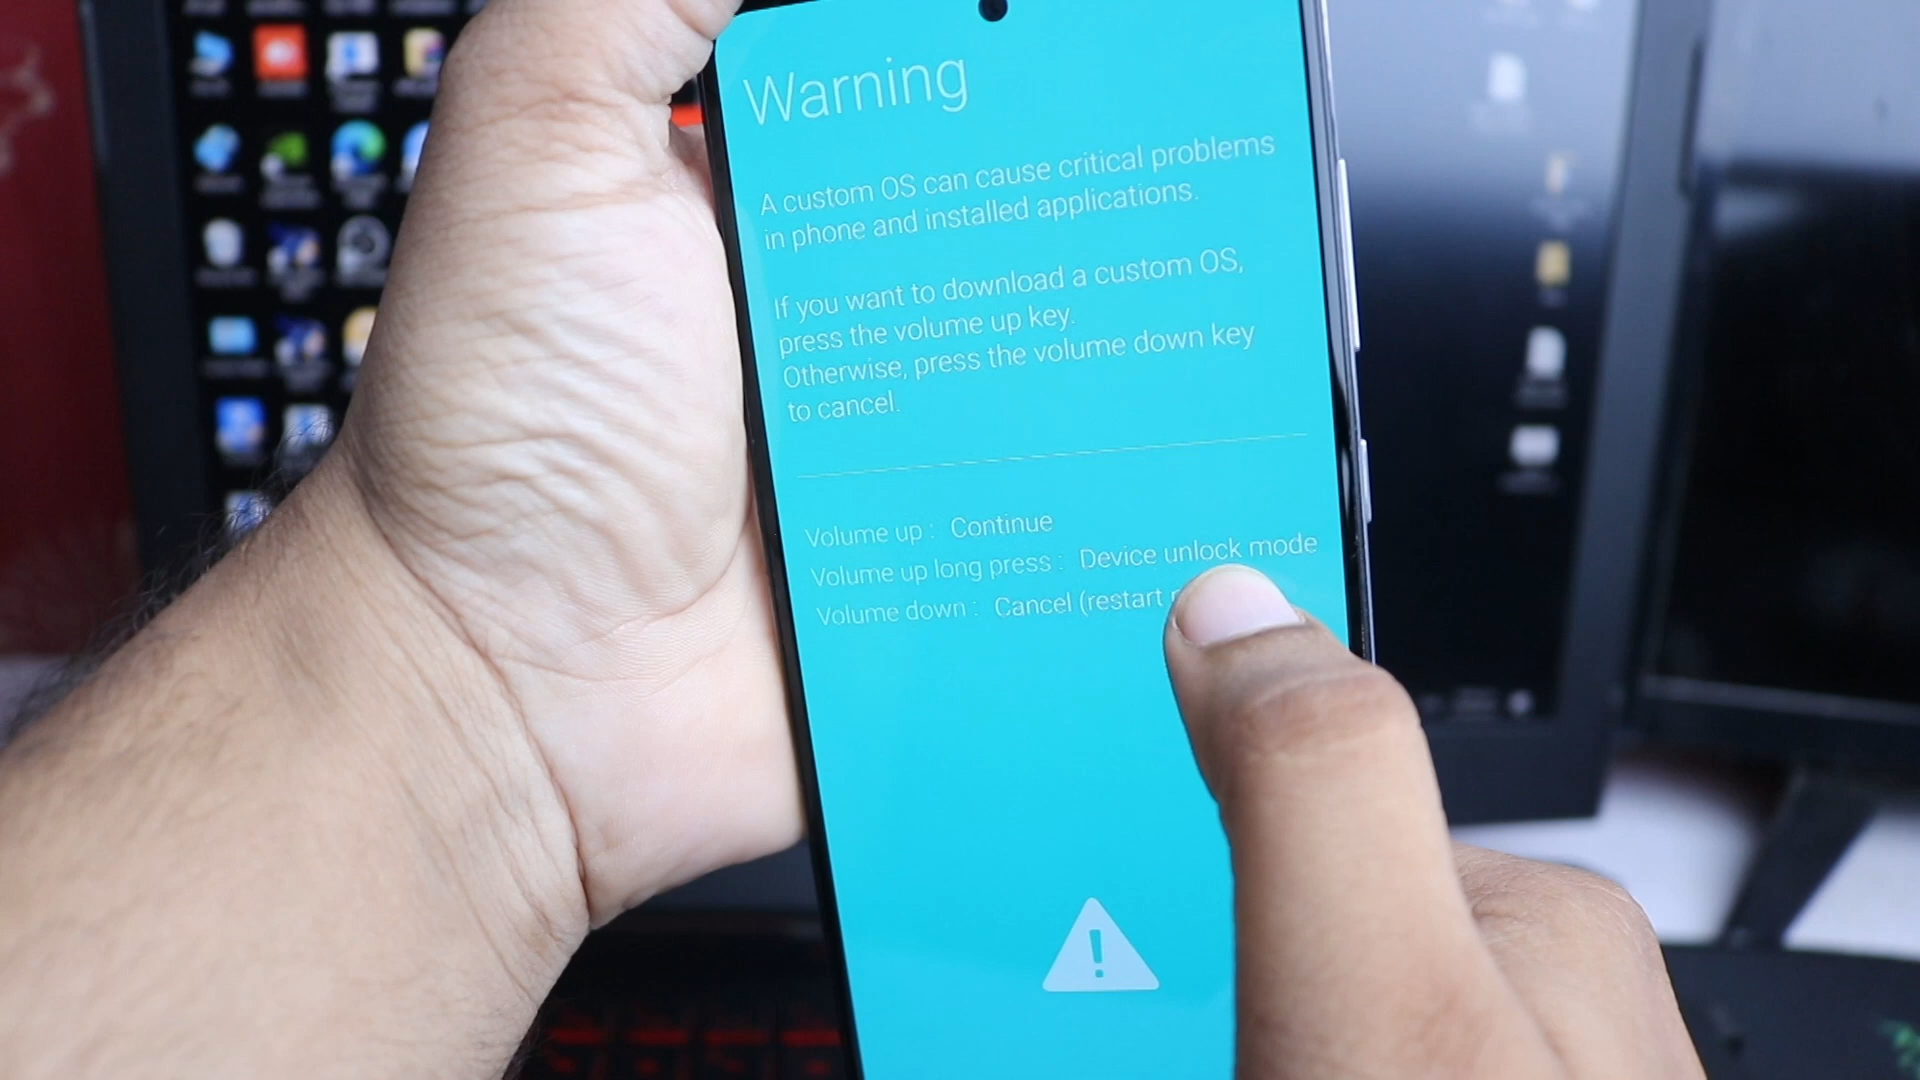 Warning
A custom OS can cause critical problems
in phone and installed applications.
If you want to download a custom OS,
press the volume up key.
Otherwise, press the volume down key
to cancel.
Volume up : Continue
Volume up long press : Device unlock mode
Volume down : Cancel (restart